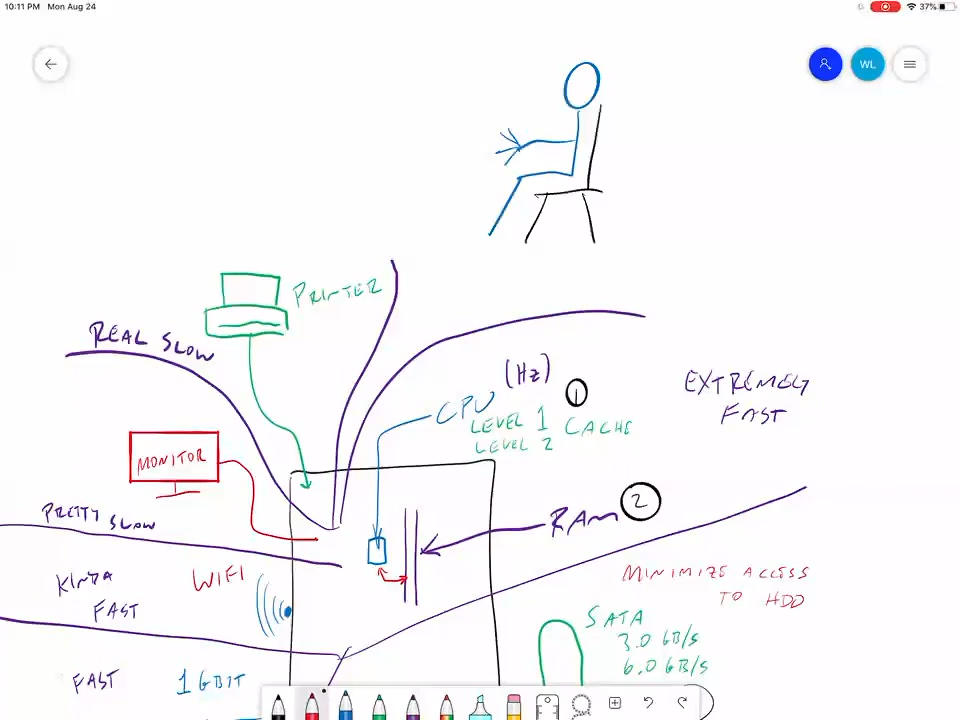 10:11 PM Mon Aug 24
37%
WL
PRINTER
REAL SLOW
(Hz)
1
EXTREMELY
FAST
CPU
LEVEL 1 CACHE
LEVEL 2
MONITOR
2
RAM
PRETTY SLOW
KINDA
FAST
WIFI
MINIMIZE ACCESS
TO HDD
SATA
3.0 GB/S
6.0 GB/S
FAST
1 GBIT